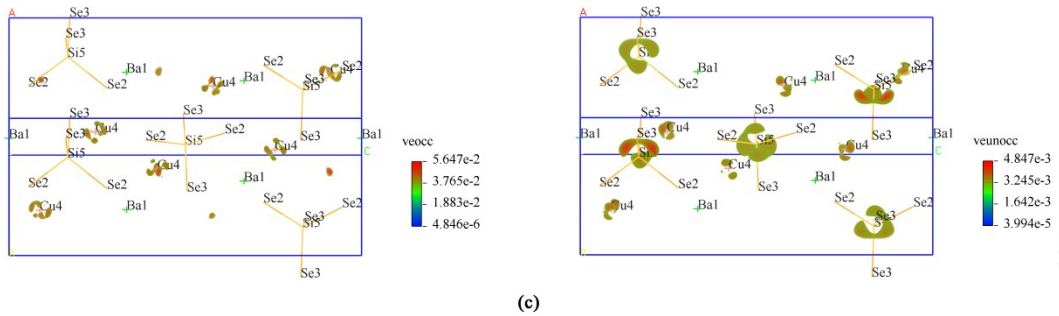 A
Se3
Se3
Si5
Se2
Se2
Ba1
Cu4
Ba1
Se2
Cu4
Se2
Se3
Si5
Se3
Se3
Cu4
Se3
Ba1
Se2
Si5
Se2
Cu4
Se3
Ba1
C
Si5
Cu4
Se2
Se2
Se3
Ba1
Se2
Se2
Cu4
Ba1
Se3
Si5
Se3
veocc
5.647e-2
3.765e-2
1.883e-2
4.846e-6
A
Se3
Se3
Si
Se2
Se2
Ba1
Cu4
Ba1
Se2
Se2
Cu4
Se3
Si5
Se3
Se3
Cu4
Se3
Ba1
Se2
Si5
Se2
Cu4
Se3
Ba1
C
Cu4
Se2
Se2
Se3
Ba1
Se2
Se2
Cu4
Ba1
Se3
Se3
veunocc
4.847e-3
3.245e-3
1.642e-3
3.994e-5
(c)